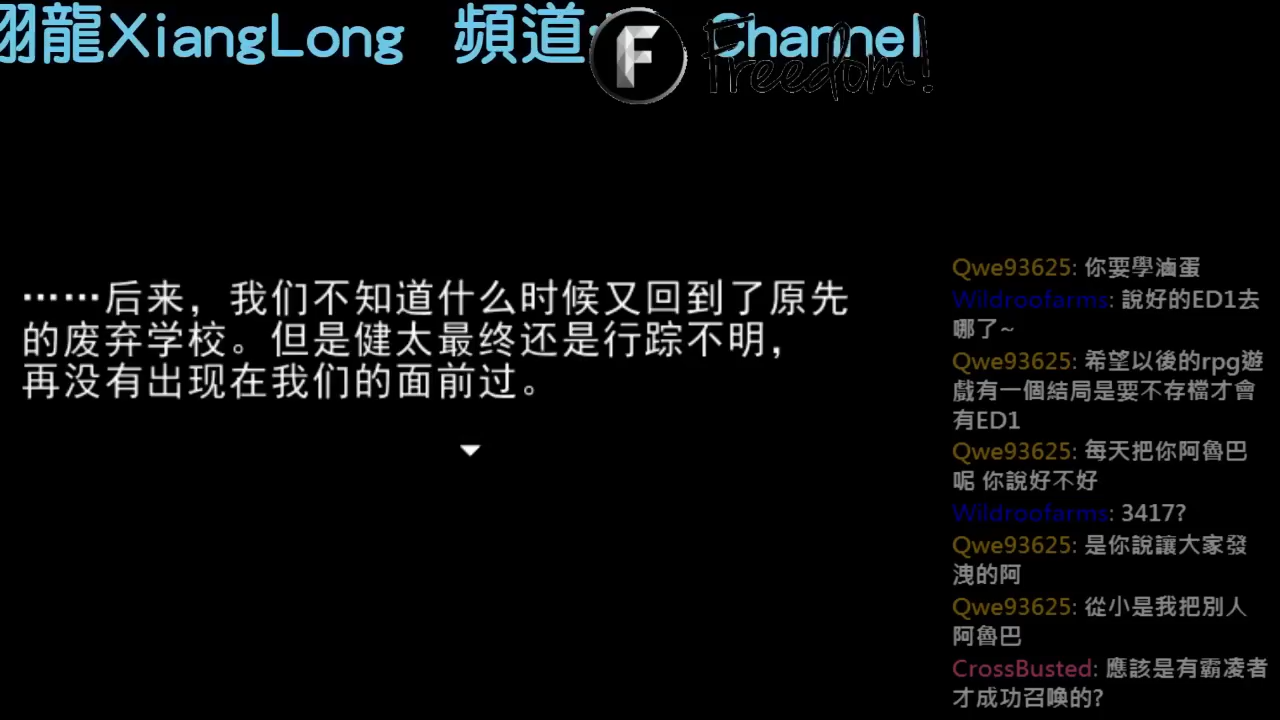 翊龍XiangLong 頻道 Channel
F Freedom!
……后来，我们不知道什么时候又回到了原先
的废弃学校。但是健太最终还是行踪不明，
再没有出现在我们的面前过。
Qwe93625: 你要學滷蛋
Wildroofarms: 說好的ED1去
哪了~
Qwe93625: 希望以後的rpg遊
戲有一個結局是要不存檔才會
有ED1
Qwe93625: 每天把你阿魯巴
呢 你說好不好
Wildroofarms: 3417?
Qwe93625: 是你說讓大家發
洩的阿
Qwe93625: 從小是我把別人
阿魯巴
CrossBusted: 應該是有霸凌者
才成功召喚的?